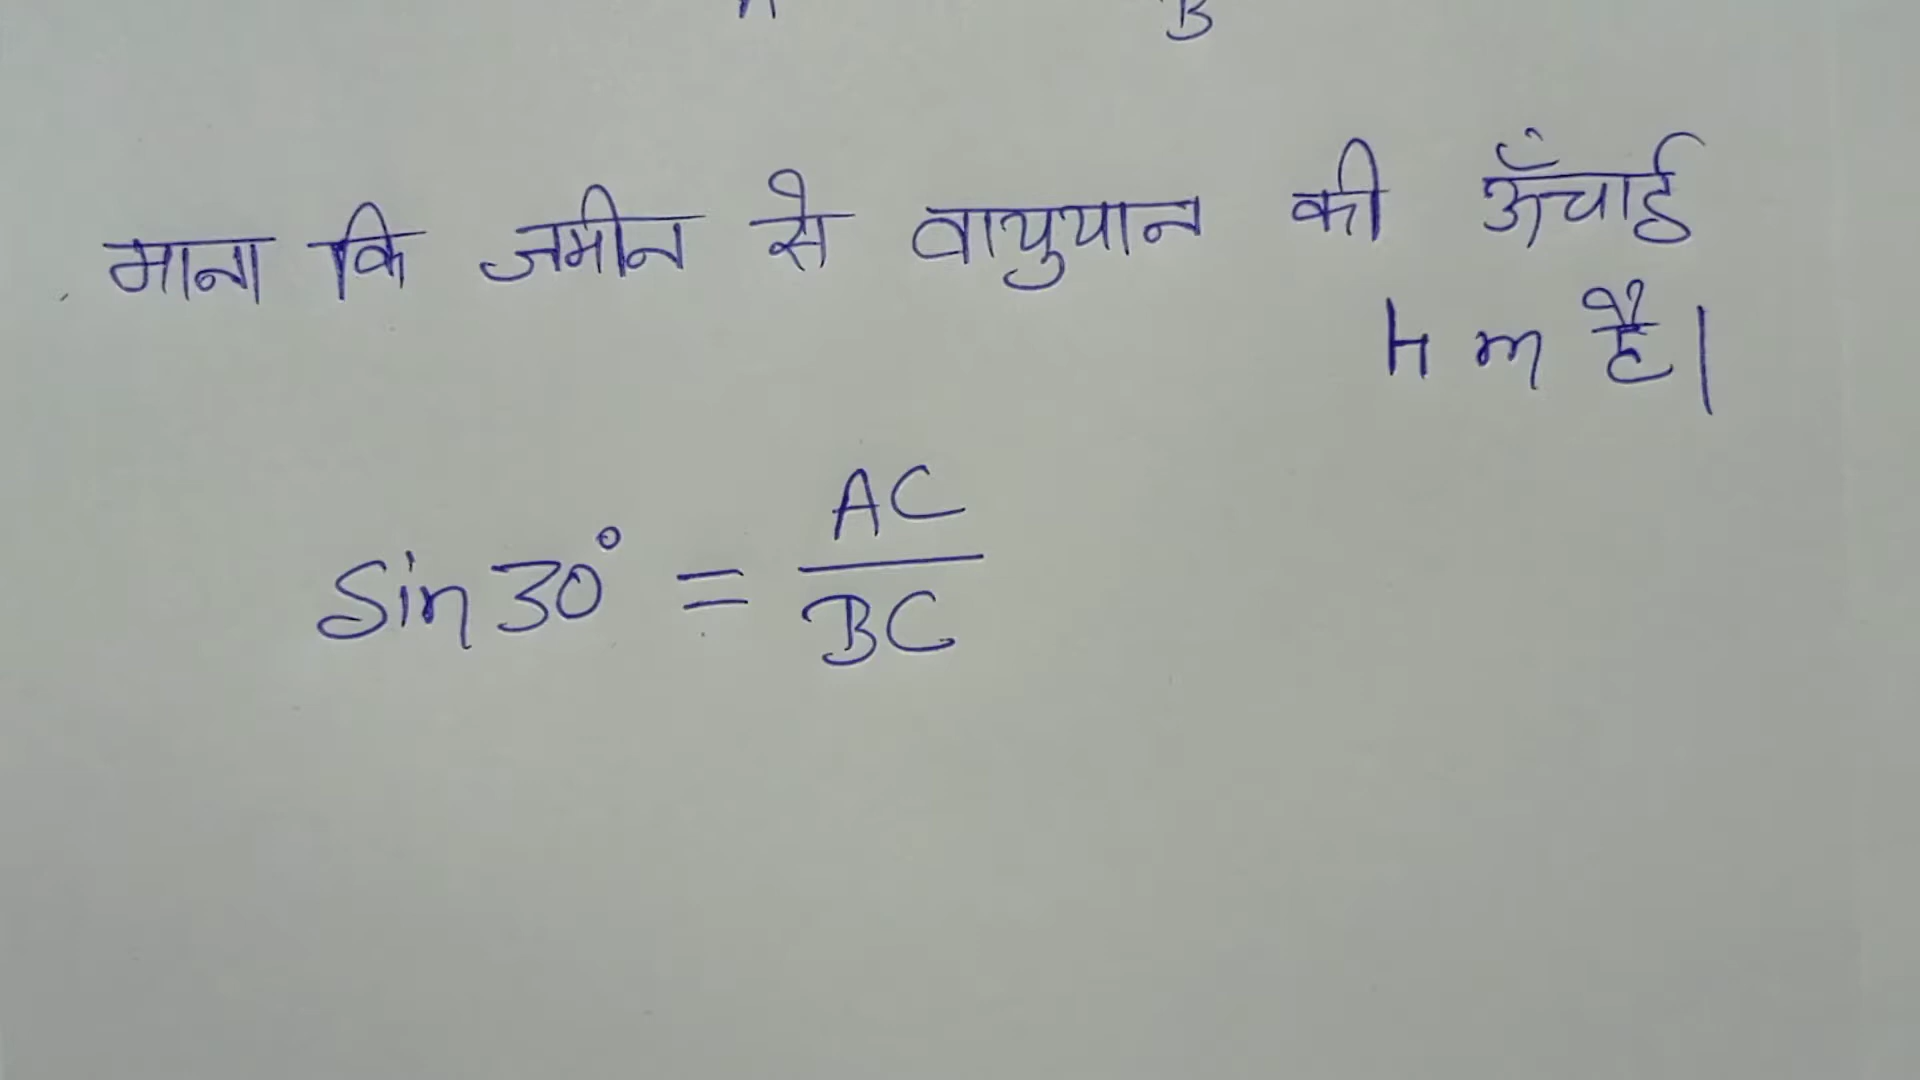 B
माना कि जमीन से वायुयान की ऊँचाई
h m है।
Sin 30° = AC
BC